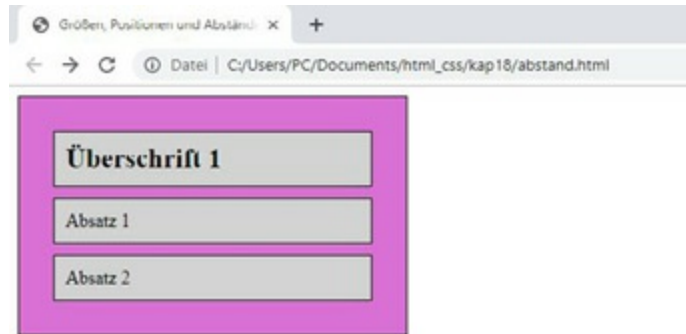 Größen, Positionen und Abständ
Datei | C:/Users/PC/Documents/html_css/kap18/abstand.html
Überschrift 1
Absatz 1
Absatz 2